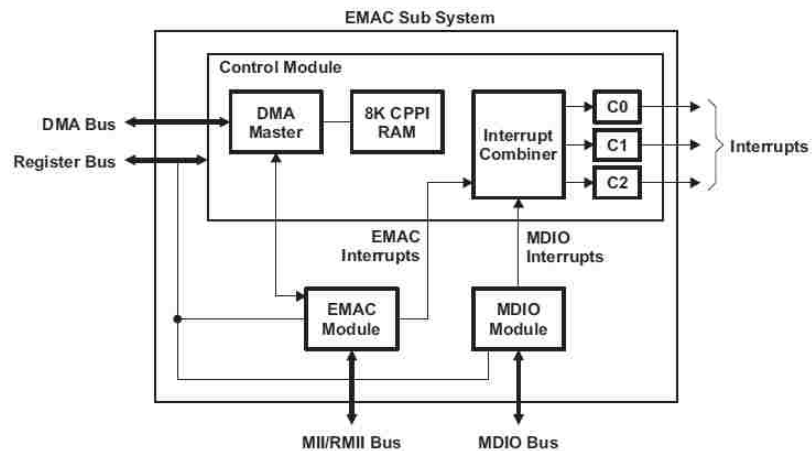 EMAC Sub System
Control Module
DMA
Master
8K CPPI
RAM
Interrupt
Combiner
C0
C1
C2
Interrupts
DMA Bus
Register Bus
EMAC
Interrupts
MDIO
Interrupts
EMAC
Module
MDIO
Module
MII/RMII Bus
MDIO Bus